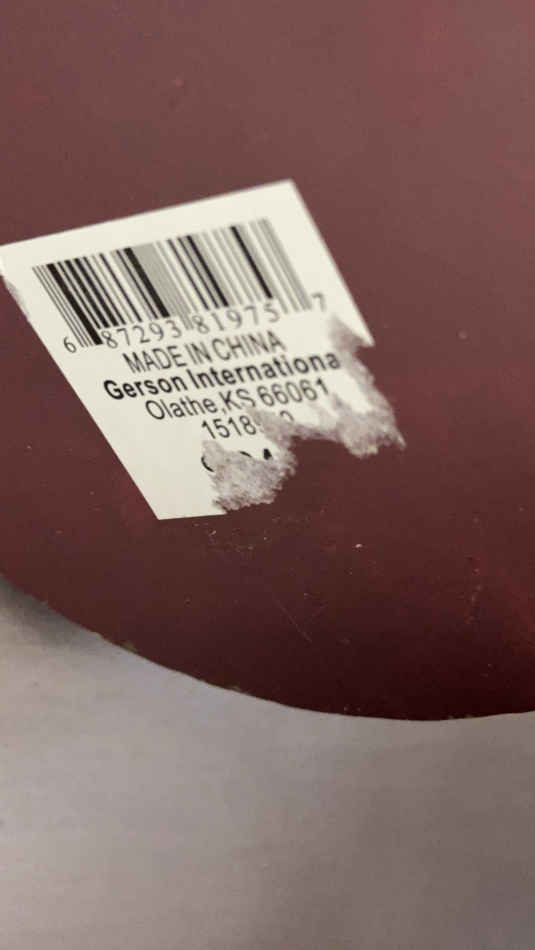 6 87293 81975 7
MADE IN CHINA
Gerson Internationa
Olathe, KS 66061